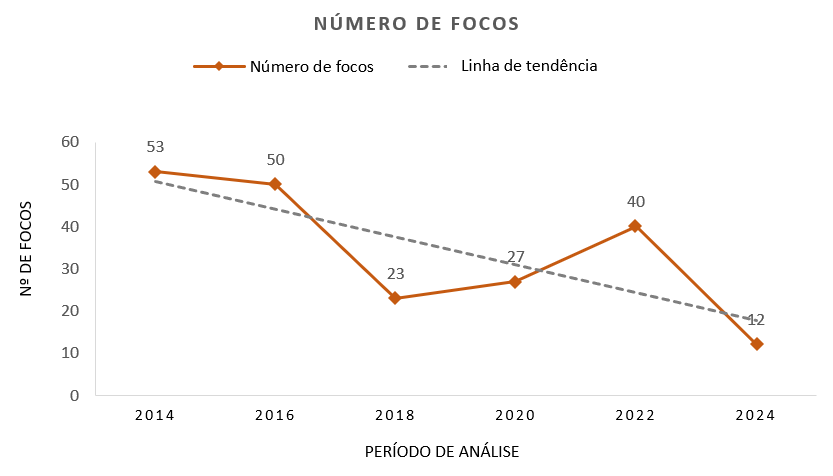 NÚMERO DE FOCOS
Número de focos
Linha de tendência
60
50
40
30
20
10
0
Nº DE FOCOS
53
50
23
27
40
12
2014 2016 2018 2020 2022 2024
PERÍODO DE ANÁLISE